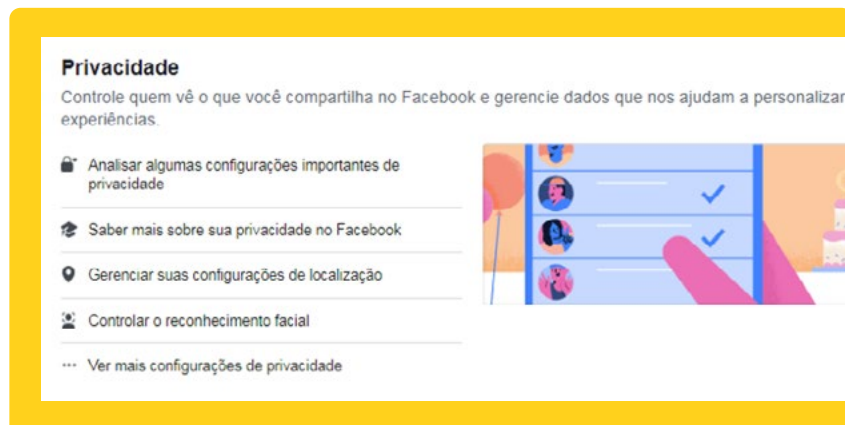 Privacidade
Controle quem vê o que você compartilha no Facebook e gerencie dados que nos ajudam a personalizar
experiências.
Analisar algumas configurações importantes de
privacidade
Saber mais sobre sua privacidade no Facebook
Gerenciar suas configurações de localização
Controlar o reconhecimento facial
Ver mais configurações de privacidade